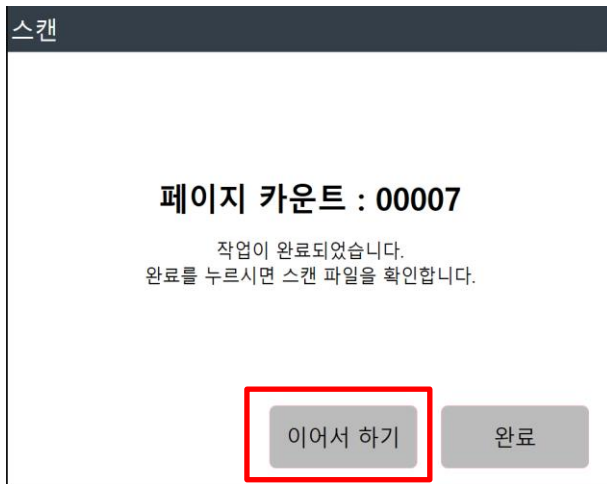 스캔
페이지 카운트 : 00007
작업이 완료되었습니다.
완료를 누르시면 스캔 파일을 확인합니다.
이어서 하기
완료